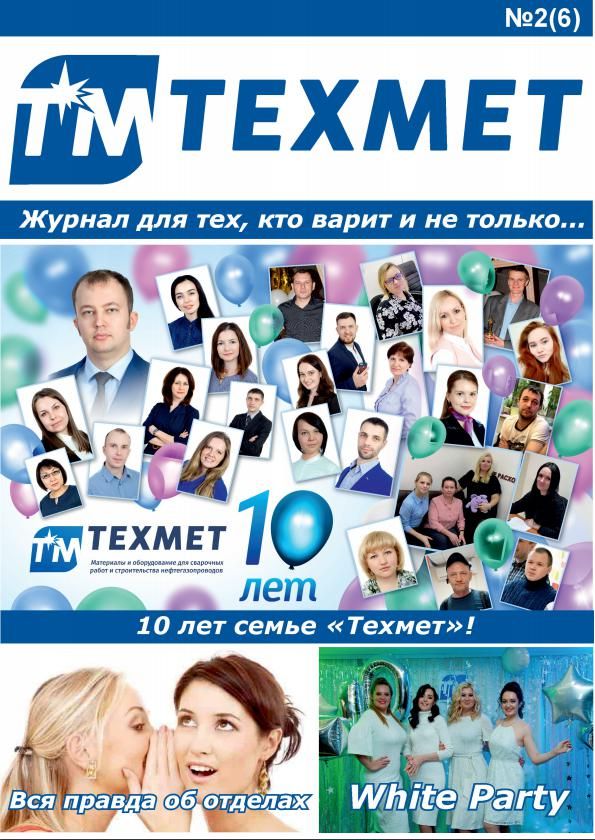 №2(6)
ТМ ТЕХМЕТ
Журнал для тех, кто варит и не только...
РАСХО
ТМ ТЕХМЕТ
Материалы и оборудование для сварочных
работ и строительства нефтегазопроводов
10
лет
10 лет семье «Техмет»!
Вся правда об отделах
White Party